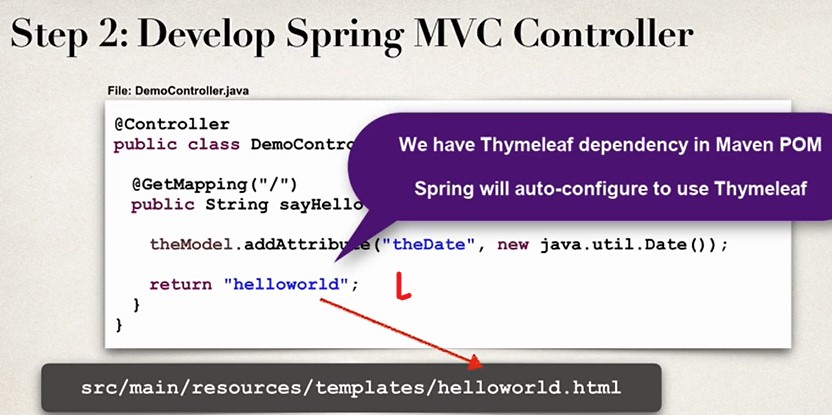 Step 2: Develop Spring MVC Controller
File: DemoController.java
@Controller
public class DemoContro
We have Thymeleaf dependency in Maven POM
@GetMapping("/")
Spring will auto-configure to use Thymeleaf
public String sayHello
theModel.addAttribute("theDate", new java.util.Date());
return "helloworld";
L
}
}
src/main/resources/templates/helloworld.html